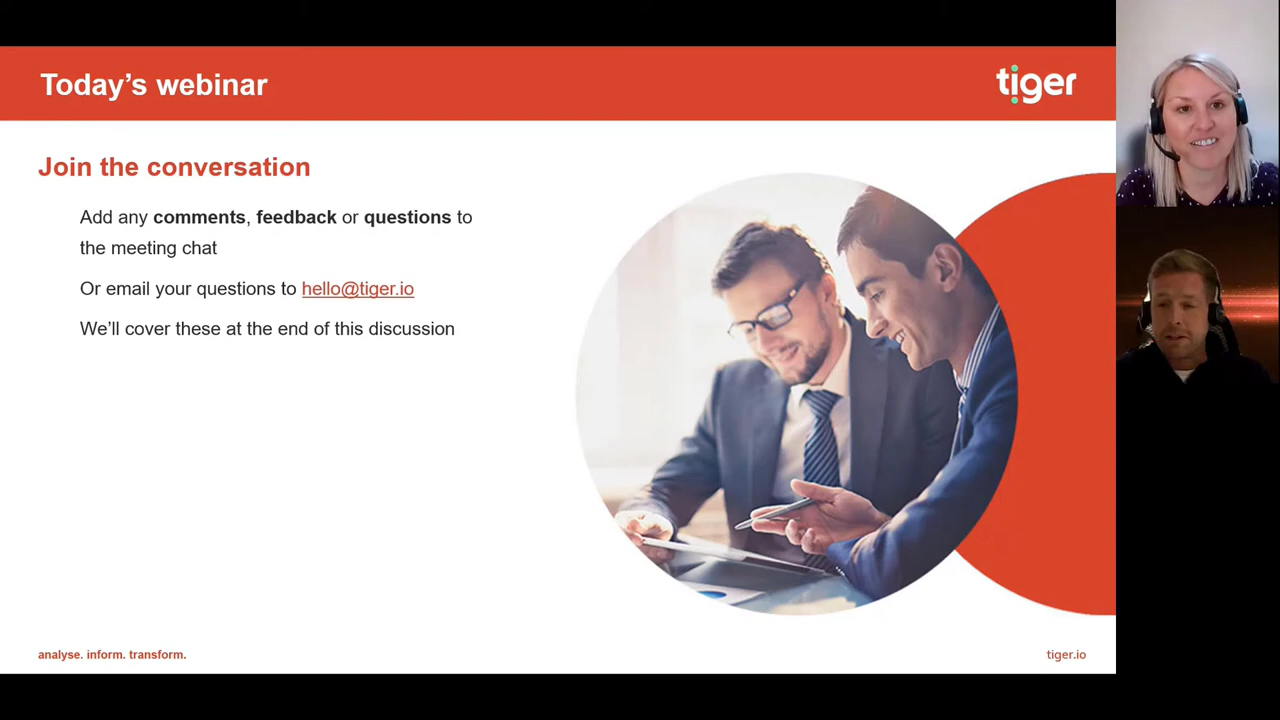 Today's webinar
tiger
Join the conversation
Add any comments, feedback or questions to
the meeting chat
Or email your questions to hello@tiger.io
We'll cover these at the end of this discussion
analyse. inform. transform.
tiger.io